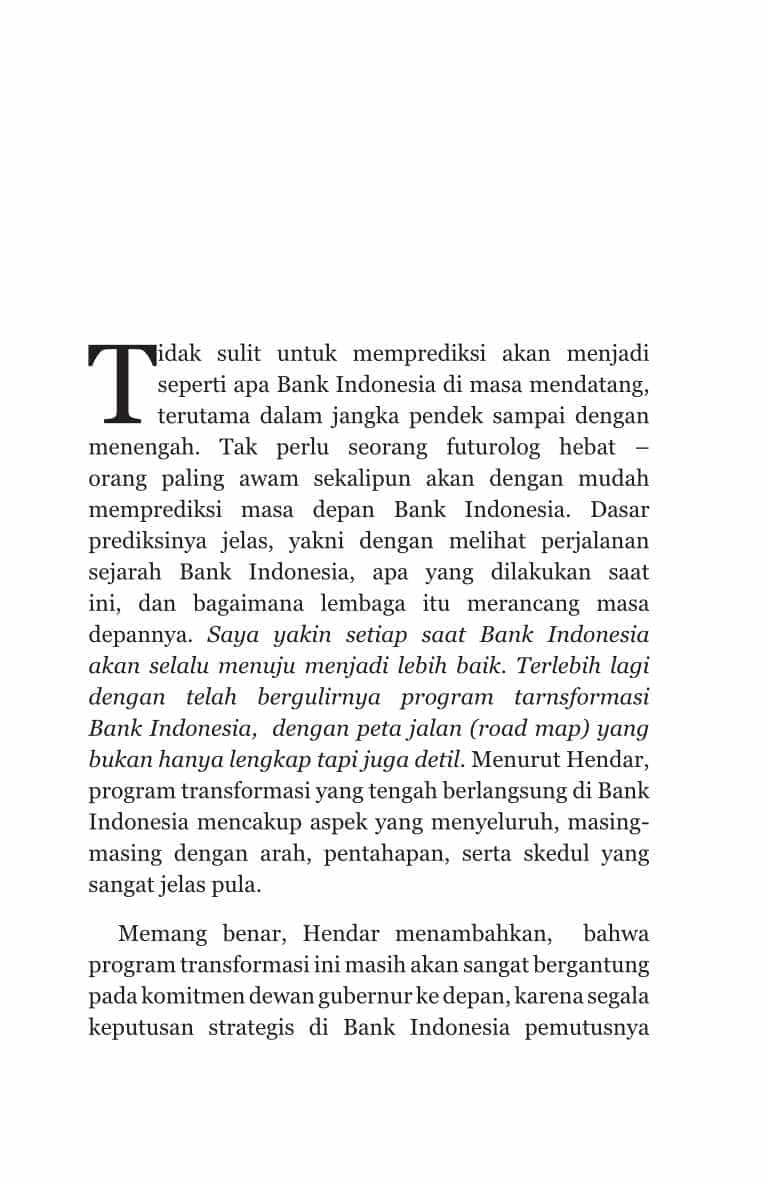 Tidak sulit untuk memprediksi akan menjadi
seperti apa Bank Indonesia di masa mendatang,
terutama dalam jangka pendek sampai dengan
menengah. Tak perlu seorang futurolog hebat –
orang paling awam sekalipun akan dengan mudah
memprediksi masa depan Bank Indonesia. Dasar
prediksinya jelas, yakni dengan melihat perjalanan
sejarah Bank Indonesia, apa yang dilakukan saat
ini, dan bagaimana lembaga itu merancang masa
depannya. Saya yakin setiap saat Bank Indonesia
akan selalu menuju menjadi lebih baik. Terlebih lagi
dengan telah bergulirnya program tarnsformasi
Bank Indonesia, dengan peta jalan (road map) yang
bukan hanya lengkap tapi juga detil. Menurut Hendar,
program transformasi yang tengah berlangsung di Bank
Indonesia mencakup aspek yang menyeluruh, masing-
masing dengan arah, pentahapan, serta skedul yang
sangat jelas pula.
Memang benar, Hendar menambahkan, bahwa
program transformasi ini masih akan sangat bergantung
pada komitmen dewan gubernur ke depan, karena segala
keputusan strategis di Bank Indonesia pemutusnya